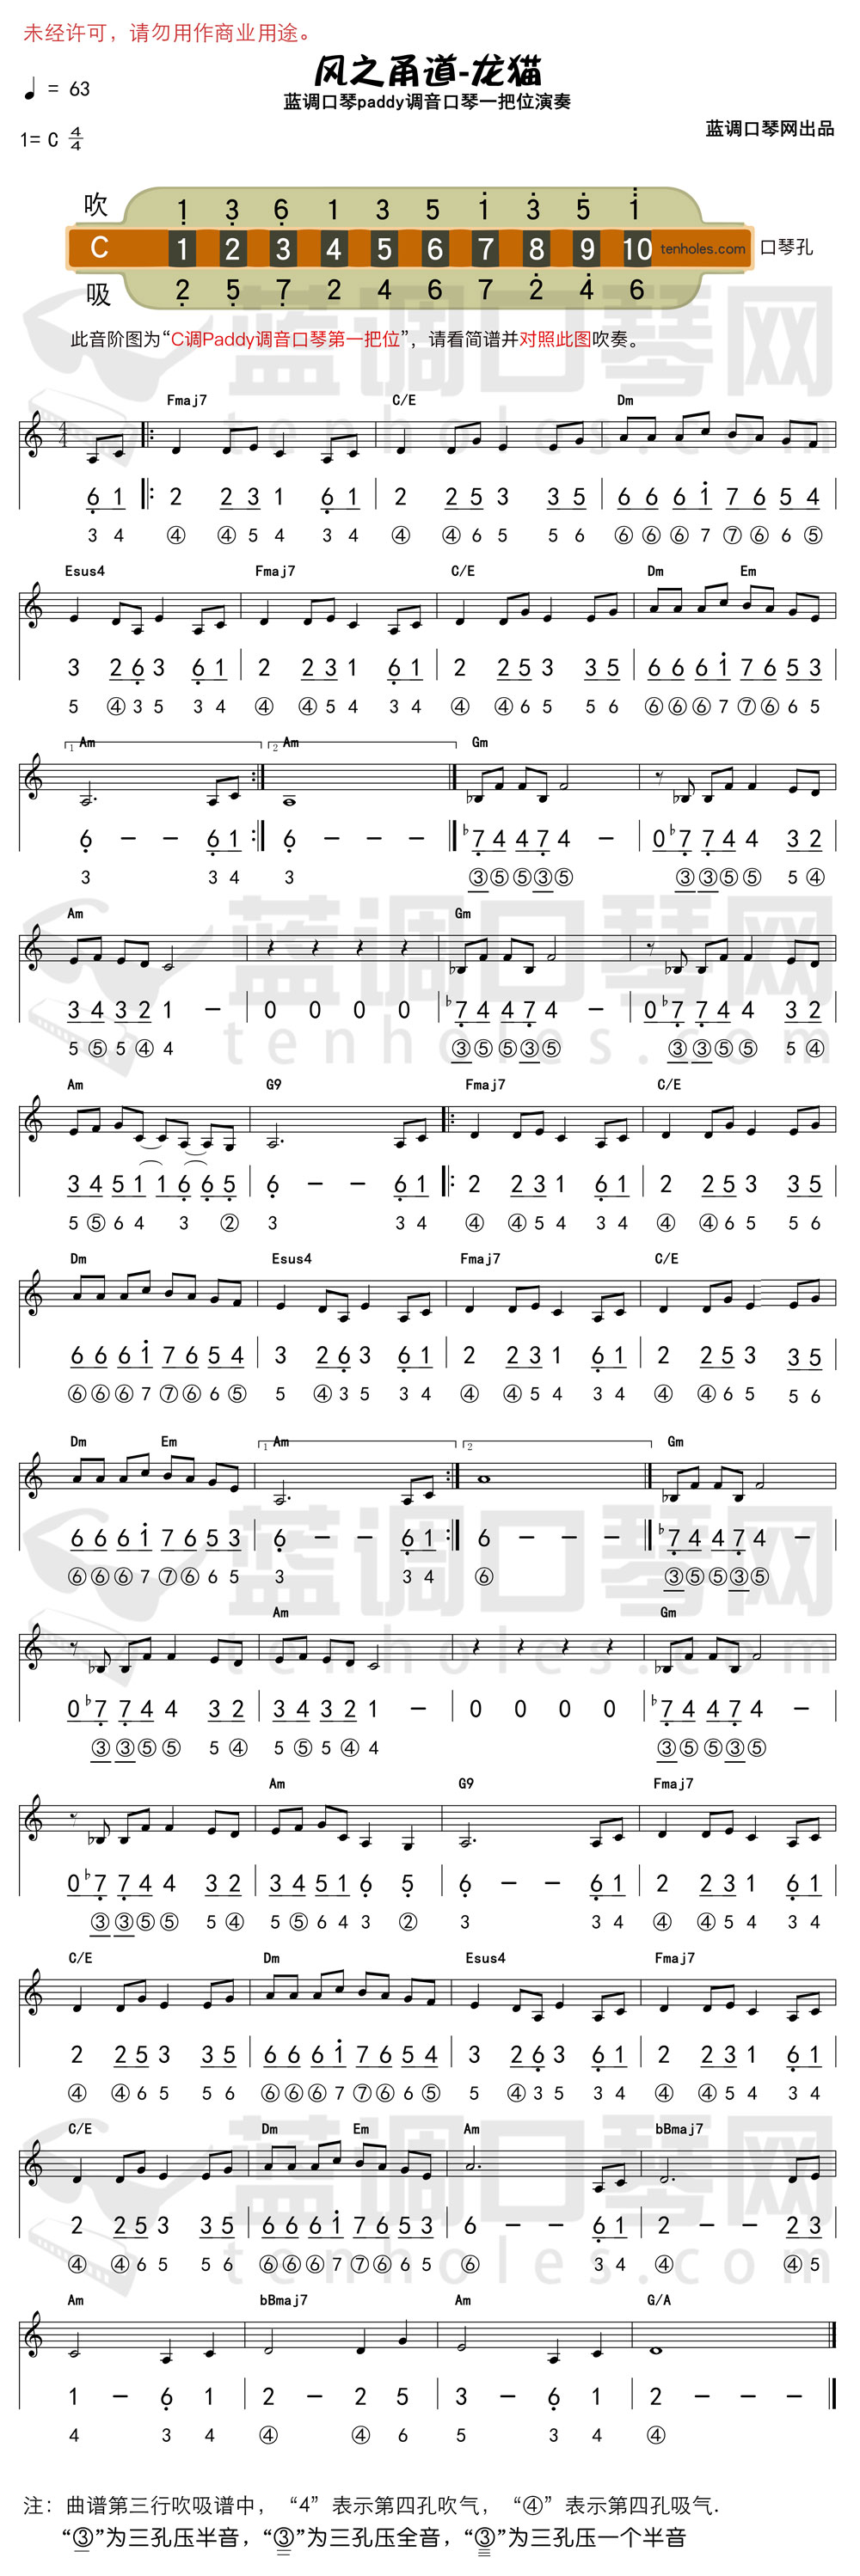 未经许可，请勿用作商业用途。
风之甬道-龙猫
♩ = 63
蓝调口琴paddy调音口琴一把位演奏
蓝调口琴网出品
1= C 4/4
吹 1̣ 3̣ 6̣ 1 3 5 1̇ 3̇ 5̇ 1̈
C 1 2 3 4 5 6 7 8 9 10 tenholes.com 口琴孔
吸 2̣ 5̣ 7̣ 2 4 6 7 2̇ 4̇ 6
此音阶图为“C调Paddy调音口琴第一把位”，请看简谱并对照此图吹奏。
蓝调口琴网
tenholes.com
Fmaj7 C/E Dm
6̣ 1 |: 2 2 3 1 6̣ 1 | 2 2 5 3 3 5 | 6 6 6 1̇ 7 6 5 4 |
3 4 ④ ④ 5 4 3 4 ④ ④ 6 5 5 6 ⑥ ⑥ ⑥ 7 ⑦ ⑥ 6 ⑤
Esus4 Fmaj7 C/E Dm Em
3 2 6̣ 3 6̣ 1 | 2 2 3 1 6̣ 1 | 2 2 5 3 3 5 | 6 6 6 1̇ 7 6 5 3 |
5 ④ 3 5 3 4 ④ ④ 5 4 3 4 ④ ④ 6 5 5 6 ⑥ ⑥ ⑥ 7 ⑦ ⑥ 6 5
1 Am 2 Am Gm
6̣ – – 6̣ 1 :| 6̣ – – – | ♭7̣ 4 4 7̣ 4 – | 0 ♭7̣ 7̣ 4 4 3 2 |
3 3 4 3 ③ ⑤ ⑤ ③ ⑤ ③ ③ ⑤ ⑤ 5 ④
Am Gm
3 4 3 2 1 – | 0 0 0 0 | ♭7̣ 4 4 7̣ 4 – | 0 ♭7̣ 7̣ 4 4 3 2 |
5 ⑤ 5 ④ 4 ③ ⑤ ⑤ ③ ⑤ ③ ③ ⑤ ⑤ 5 ④
Am G9 Fmaj7 C/E
3 4 5 1 1 6̣ 6̣ 5̣ | 6̣ – – 6̣ 1 |: 2 2 3 1 6̣ 1 | 2 2 5 3 3 5 |
5 ⑤ 6 4 3 ② 3 3 4 ④ ④ 5 4 3 4 ④ ④ 6 5 5 6
Dm Esus4 Fmaj7 C/E
6 6 6 1̇ 7 6 5 4 | 3 2 6̣ 3 6̣ 1 | 2 2 3 1 6̣ 1 | 2 2 5 3 3 5 |
⑥ ⑥ ⑥ 7 ⑦ ⑥ 6 ⑤ 5 ④ 3 5 3 4 ④ ④ 5 4 3 4 ④ ④ 6 5 5 6
Dm Em 1 Am 2 Gm
6 6 6 1̇ 7 6 5 3 | 6̣ – – 6̣ 1 :| 6 – – – | ♭7̣ 4 4 7̣ 4 – |
⑥ ⑥ ⑥ 7 ⑦ ⑥ 6 5 3 3 4 ⑥ ③ ⑤ ⑤ ③ ⑤
Am Gm
0 ♭7̣ 7̣ 4 4 3 2 | 3 4 3 2 1 – | 0 0 0 0 | ♭7̣ 4 4 7̣ 4 – |
③ ③ ⑤ ⑤ 5 ④ 5 ⑤ 5 ④ 4 ③ ⑤ ⑤ ③ ⑤
Am G9 Fmaj7
0 ♭7̣ 7̣ 4 4 3 2 | 3 4 5 1 6̣ 5̣ | 6̣ – – 6̣ 1 | 2 2 3 1 6̣ 1 |
③ ③ ⑤ ⑤ 5 ④ 5 ⑤ 6 4 3 ② 3 3 4 ④ ④ 5 4 3 4
C/E Dm Esus4 Fmaj7
2 2 5 3 3 5 | 6 6 6 1̇ 7 6 5 4 | 3 2 6̣ 3 6̣ 1 | 2 2 3 1 6̣ 1 |
④ ④ 6 5 5 6 ⑥ ⑥ ⑥ 7 ⑦ ⑥ 6 ⑤ 5 ④ 3 5 3 4 ④ ④ 5 4 3 4
C/E Dm Em Am bBmaj7
2 2 5 3 3 5 | 6 6 6 1̇ 7 6 5 3 | 6 – – 6̣ 1 | 2 – – 2 3 |
④ ④ 6 5 5 6 ⑥ ⑥ ⑥ 7 ⑦ ⑥ 6 5 ⑥ 3 4 ④ ④ 5
Am bBmaj7 Am G/A
1 – 6̣ 1 | 2 – 2 5 | 3 – 6̣ 1 | 2 – – – ‖
4 3 4 ④ ④ 6 5 3 4 ④
注：曲谱第三行吹吸谱中，“4”表示第四孔吹气，“④”表示第四孔吸气.
“③”为三孔压半音，“③”为三孔压全音，“③”为三孔压一个半音